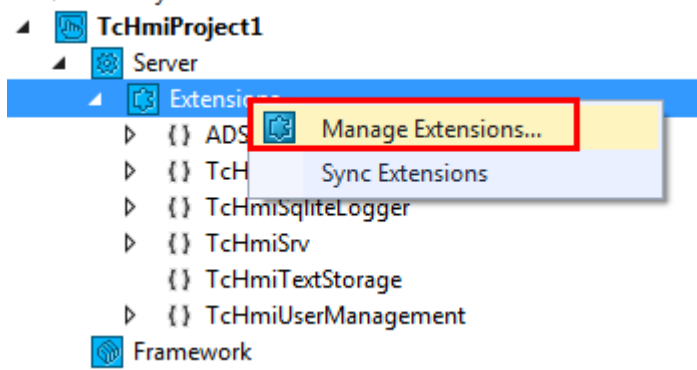 TcHmiProject1
Server
Extensions
{} ADS
Manage Extensions...
{} TcH
Sync Extensions
{} TcHmiSqliteLogger
{} TcHmiSrv
{} TcHmiTextStorage
{} TcHmiUserManagement
Framework